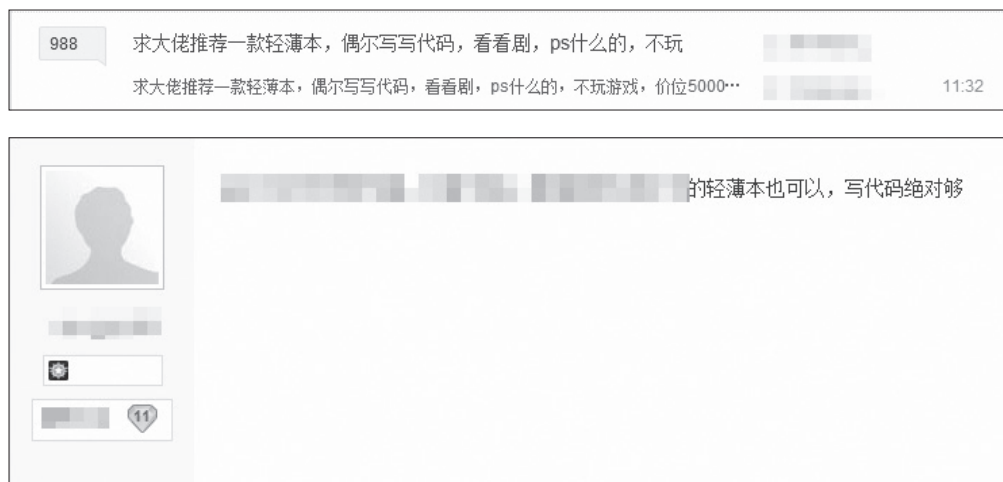 988
求大佬推荐一款轻薄本，偶尔写写代码，看看剧，ps什么的，不玩
求大佬推荐一款轻薄本，偶尔写写代码，看看剧，ps什么的，不玩游戏，价位5000···
11:32
的轻薄本也可以，写代码绝对够
11